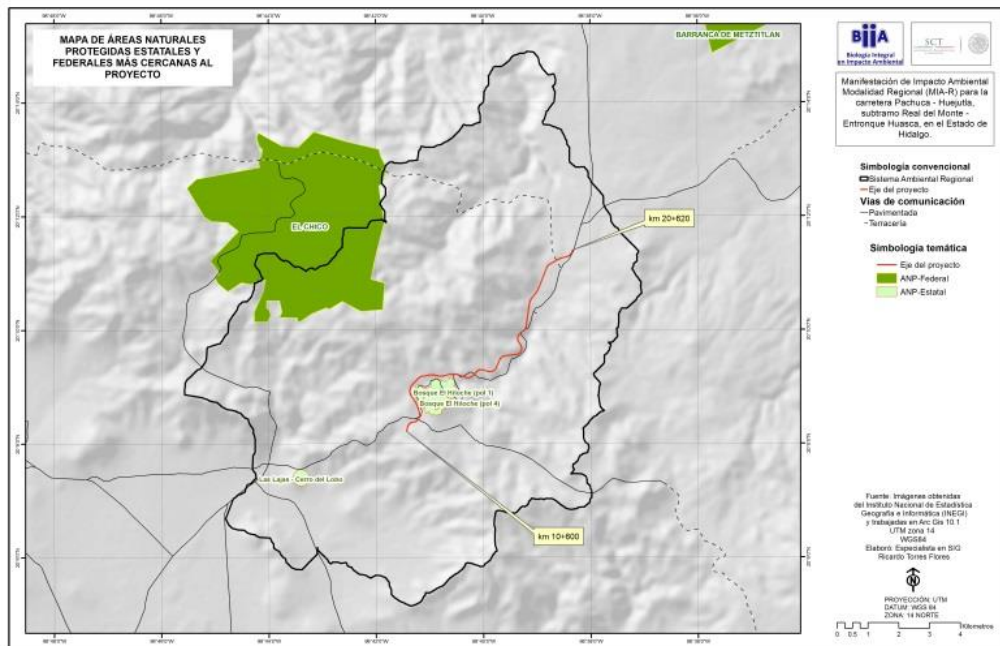 MAPA DE ÁREAS NATURALES
PROTEGIDAS ESTATALES Y
FEDERALES MÁS CERCANAS AL
PROYECTO
BARRANCA DE METZTITLAN
EL CHICO
km 20+620
Bosque El Hiloche (pol 1)
Bosque El Hiloche (pol 4)
Las Lajas - Cerro del Lobo
km 10+600
BiiA
Biología Integral
en Impacto Ambiental
SCT
Manifestación de Impacto Ambiental
Modalidad Regional (MIA-R) para la
carretera Pachuca - Huejutla,
subtramo Real del Monte -
Entronque Huasca, en el Estado de
Hidalgo.
Simbología convencional
Sistema Ambiental Regional
Eje del proyecto
Vías de comunicación
Pavimentada
Terracería
Simbología temática
Eje del proyecto
ANP-Federal
ANP-Estatal
Fuente: Imágenes obtenidas
del Instituto Nacional de Estadística
Geografía e Informática (INEGI)
y trabajadas en Arc Gis 10.1
UTM zona 14
WGS84
Elaboró: Especialista en SIG
Ricardo Torres Flores
N
PROYECCIÓN: UTM
DATUM: WGS 84
ZONA: 14 NORTE
0 0.5 1 2 3 4
Kilometros